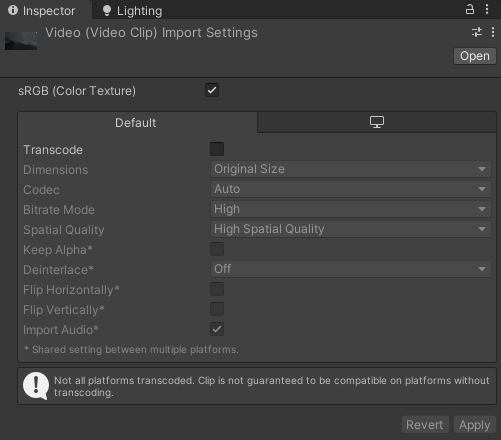 Inspector
Lighting
Video (Video Clip) Import Settings
Open
sRGB (Color Texture)
Default
Transcode
Dimensions Original Size
Codec Auto
Bitrate Mode High
Spatial Quality High Spatial Quality
Keep Alpha*
Deinterlace* Off
Flip Horizontally*
Flip Vertically*
Import Audio*
* Shared setting between multiple platforms.
Not all platforms transcoded. Clip is not guaranteed to be compatible on platforms without
transcoding.
Revert Apply